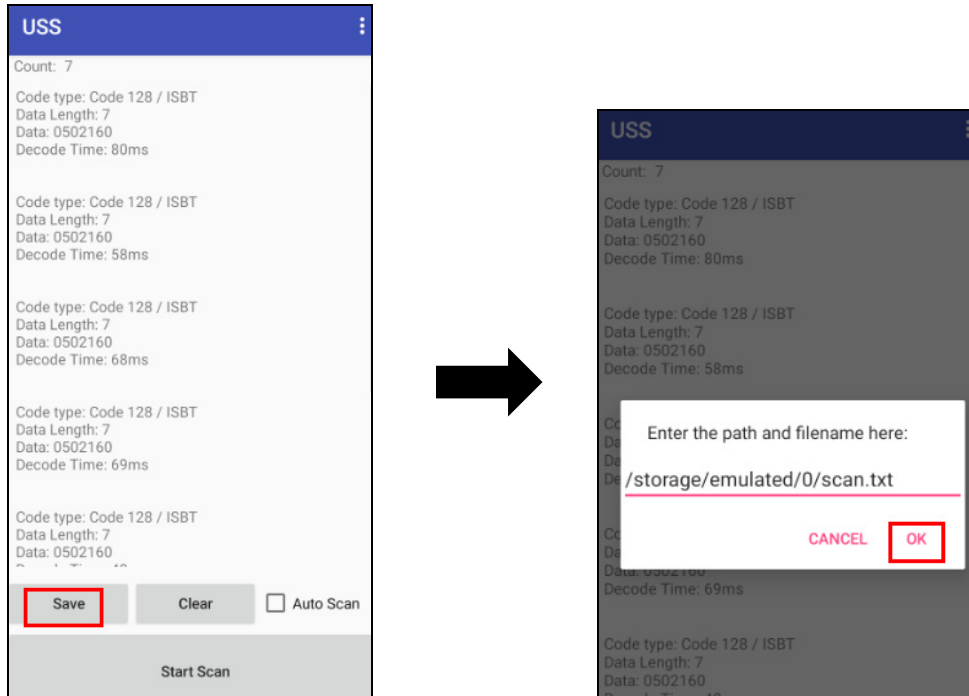 USS
Count: 7
Code type: Code 128 / ISBT
Data Length: 7
Data: 0502160
Decode Time: 80ms
Code type: Code 128 / ISBT
Data Length: 7
Data: 0502160
Decode Time: 58ms
Code type: Code 128 / ISBT
Data Length: 7
Data: 0502160
Decode Time: 68ms
Code type: Code 128 / ISBT
Data Length: 7
Data: 0502160
Decode Time: 69ms
Code type: Code 128 / ISBT
Data Length: 7
Data: 0502160
Save Clear Auto Scan
Start Scan
USS
Count: 7
Code type: Code 128 / ISBT
Data Length: 7
Data: 0502160
Decode Time: 80ms
Code type: Code 128 / ISBT
Data Length: 7
Data: 0502160
Decode Time: 58ms
Enter the path and filename here:
/storage/emulated/0/scan.txt
CANCEL OK
Decode Time: 69ms
Code type: Code 128 / ISBT
Data Length: 7
Data: 0502160